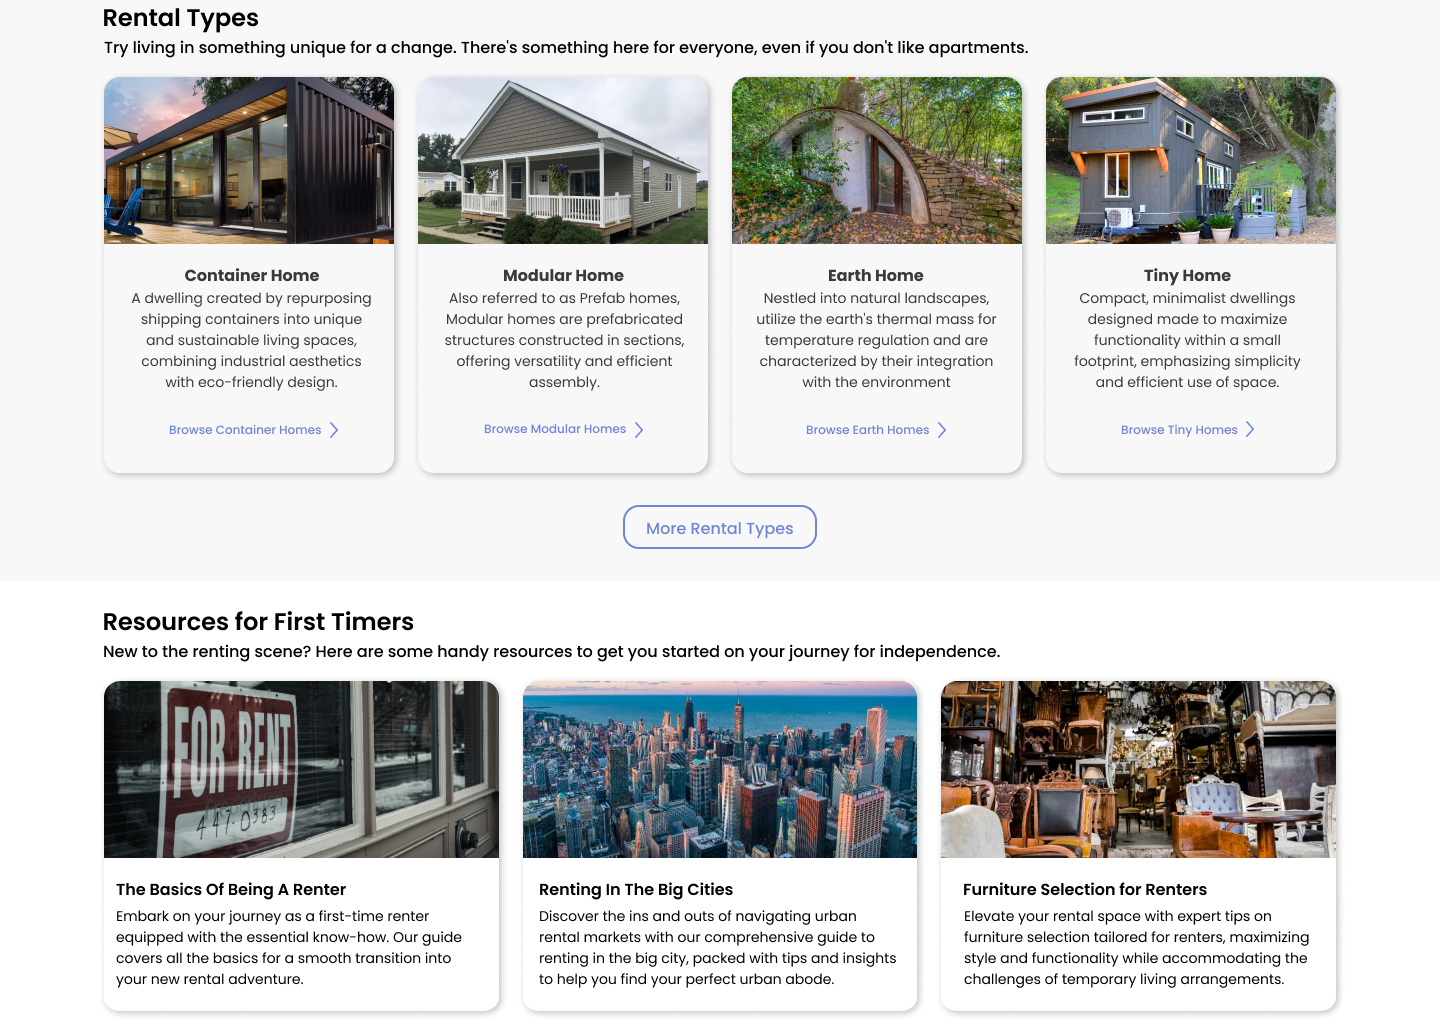 Rental Types
Try living in something unique for a change. There's something here for everyone, even if you don't like apartments.
Container Home
A dwelling created by repurposing
shipping containers into unique
and sustainable living spaces,
combining industrial aesthetics
with eco-friendly design.
Browse Container Homes
Modular Home
Also referred to as Prefab homes,
Modular homes are prefabricated
structures constructed in sections,
offering versatility and efficient
assembly.
Browse Modular Homes
Earth Home
Nestled into natural landscapes,
utilize the earth's thermal mass for
temperature regulation and are
characterized by their integration
with the environment
Browse Earth Homes
Tiny Home
Compact, minimalist dwellings
designed made to maximize
functionality within a small
footprint, emphasizing simplicity
and efficient use of space.
Browse Tiny Homes
More Rental Types
Resources for First Timers
New to the renting scene? Here are some handy resources to get you started on your journey for independence.
FOR RENT
447-0383
The Basics Of Being A Renter
Embark on your journey as a first-time renter
equipped with the essential know-how. Our guide
covers all the basics for a smooth transition into
your new rental adventure.
Renting In The Big Cities
Discover the ins and outs of navigating urban
rental markets with our comprehensive guide to
renting in the big city, packed with tips and insights
to help you find your perfect urban abode.
Furniture Selection for Renters
Elevate your rental space with expert tips on
furniture selection tailored for renters, maximizing
style and functionality while accommodating the
challenges of temporary living arrangements.